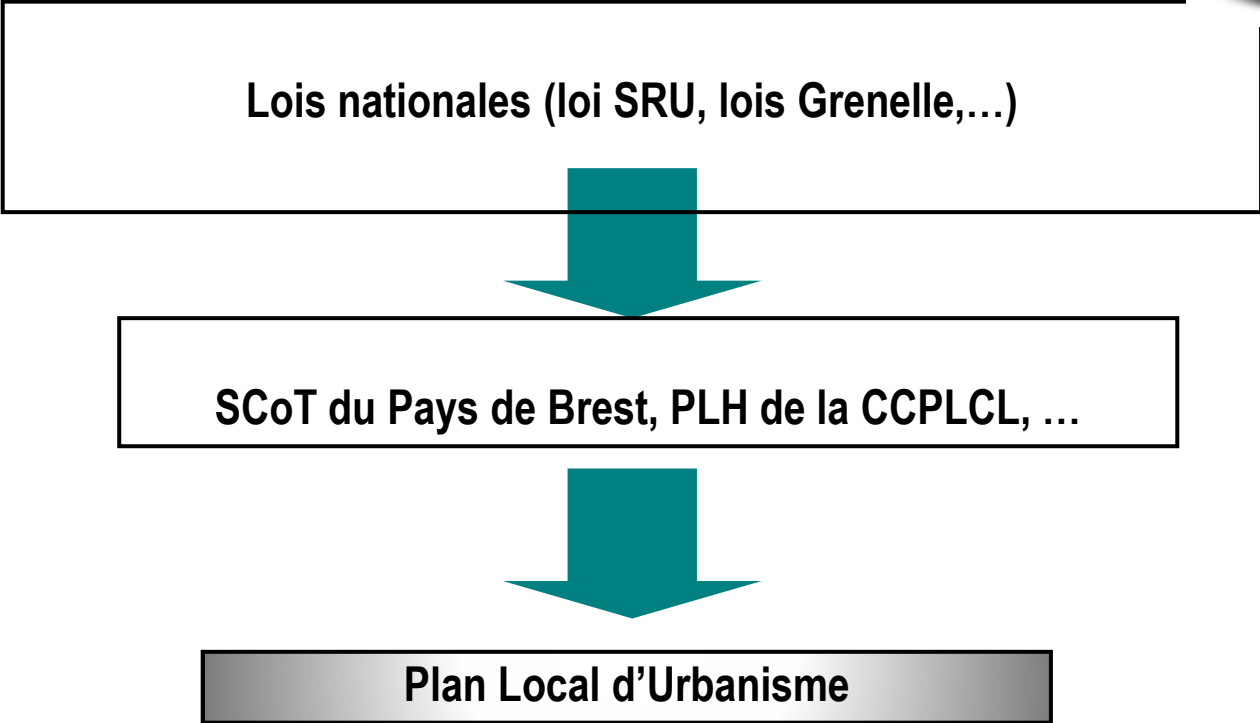 Lois nationales (loi SRU, lois Grenelle,…)
SCoT du Pays de Brest, PLH de la CCPLCL, …
Plan Local d’Urbanisme